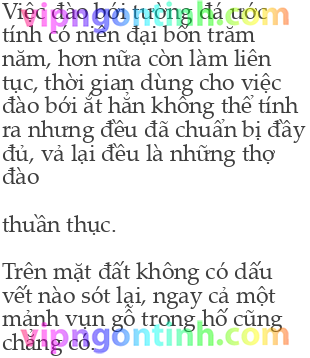 Việc đào bới tường đá ước
tính có niên đại bốn trăm
năm, hơn nữa còn làm liên
tục, thời gian dùng cho việc
đào bới ắt hẳn không thể tính
ra nhưng đều đã chuẩn bị đầy
đủ, vả lại đều là những thợ
đào
thuần thục.
Trên mặt đất không có dấu
vết nào sót lại, ngay cả một
mảnh vụn gỗ trong hố cũng
chẳng có.
vipngontinh.com
vipngontinh.com